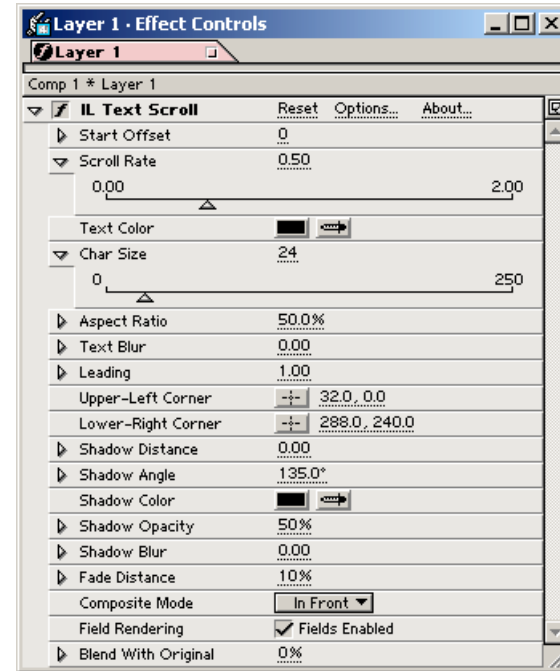 Layer 1 · Effect Controls
Layer 1
Comp 1 * Layer 1
IL Text Scroll Reset Options... About...
Start Offset 0
Scroll Rate 0.50
0.00 2.00
Text Color
Char Size 24
0 250
Aspect Ratio 50.0%
Text Blur 0.00
Leading 1.00
Upper-Left Corner 32.0, 0.0
Lower-Right Corner 288.0, 240.0
Shadow Distance 0.00
Shadow Angle 135.0°
Shadow Color
Shadow Opacity 50%
Shadow Blur 0.00
Fade Distance 10%
Composite Mode In Front
Field Rendering Fields Enabled
Blend With Original 0%